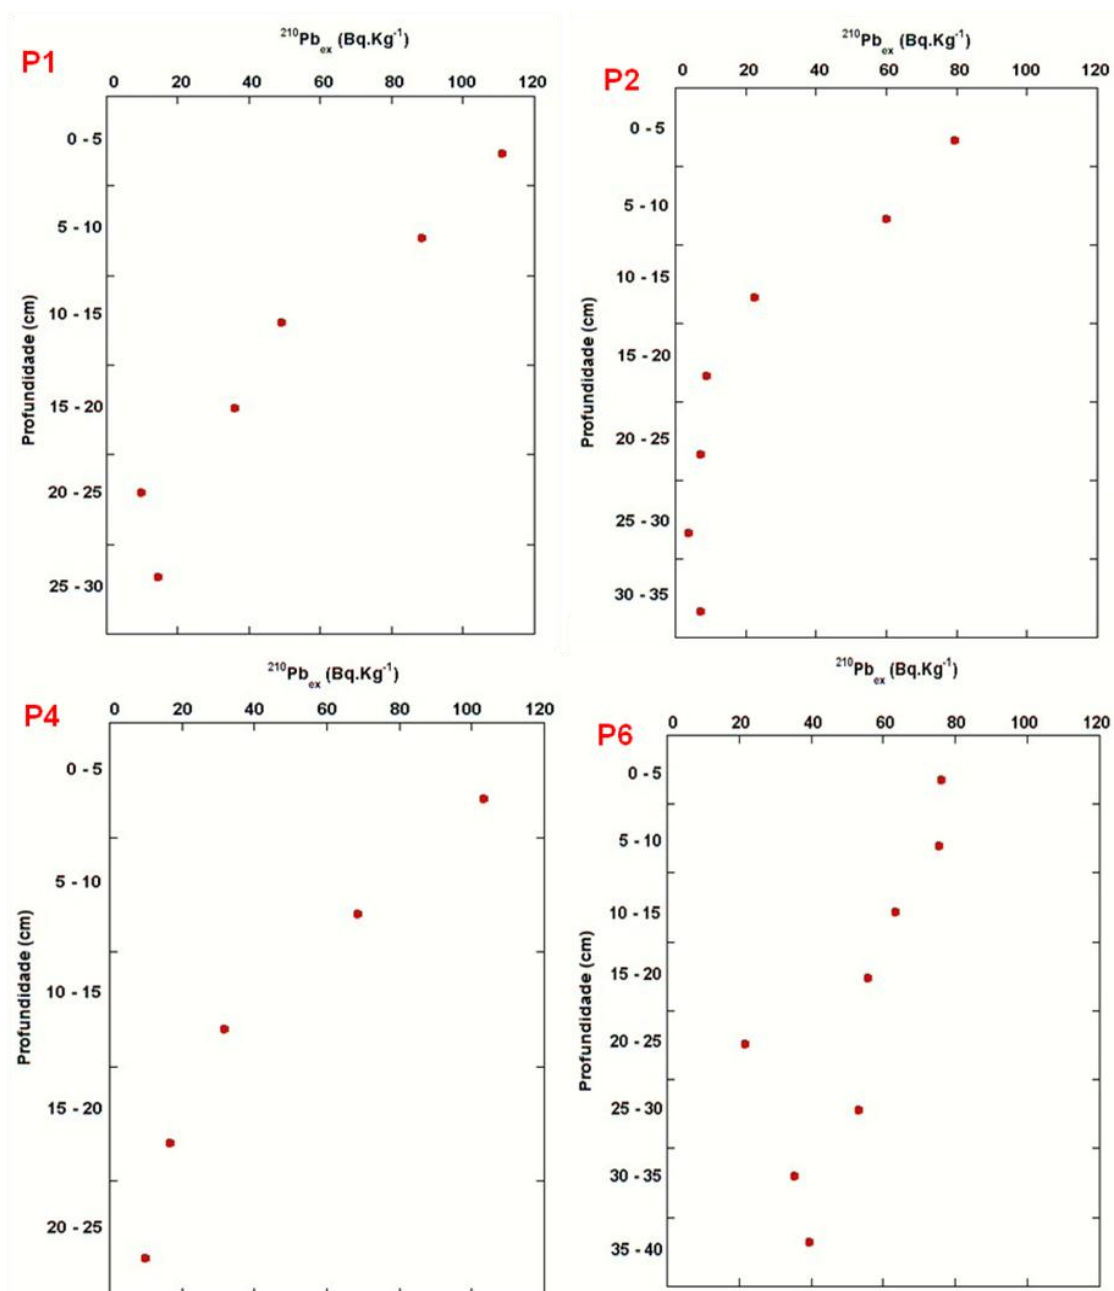 P1
²¹⁰Pbₑₓ (Bq.Kg⁻¹)
0 20 40 60 80 100 120
Profundidade (cm)
0 - 5
5 - 10
10 - 15
15 - 20
20 - 25
25 - 30
P2
²¹⁰Pbₑₓ (Bq.Kg⁻¹)
0 20 40 60 80 100 120
Profundidade (cm)
0 - 5
5 - 10
10 - 15
15 - 20
20 - 25
25 - 30
30 - 35
P4
²¹⁰Pbₑₓ (Bq.Kg⁻¹)
0 20 40 60 80 100 120
Profundidade (cm)
0 - 5
5 - 10
10 - 15
15 - 20
20 - 25
P6
²¹⁰Pbₑₓ (Bq.Kg⁻¹)
0 20 40 60 80 100 120
Profundidade (cm)
0 - 5
5 - 10
10 - 15
15 - 20
20 - 25
25 - 30
30 - 35
35 - 40